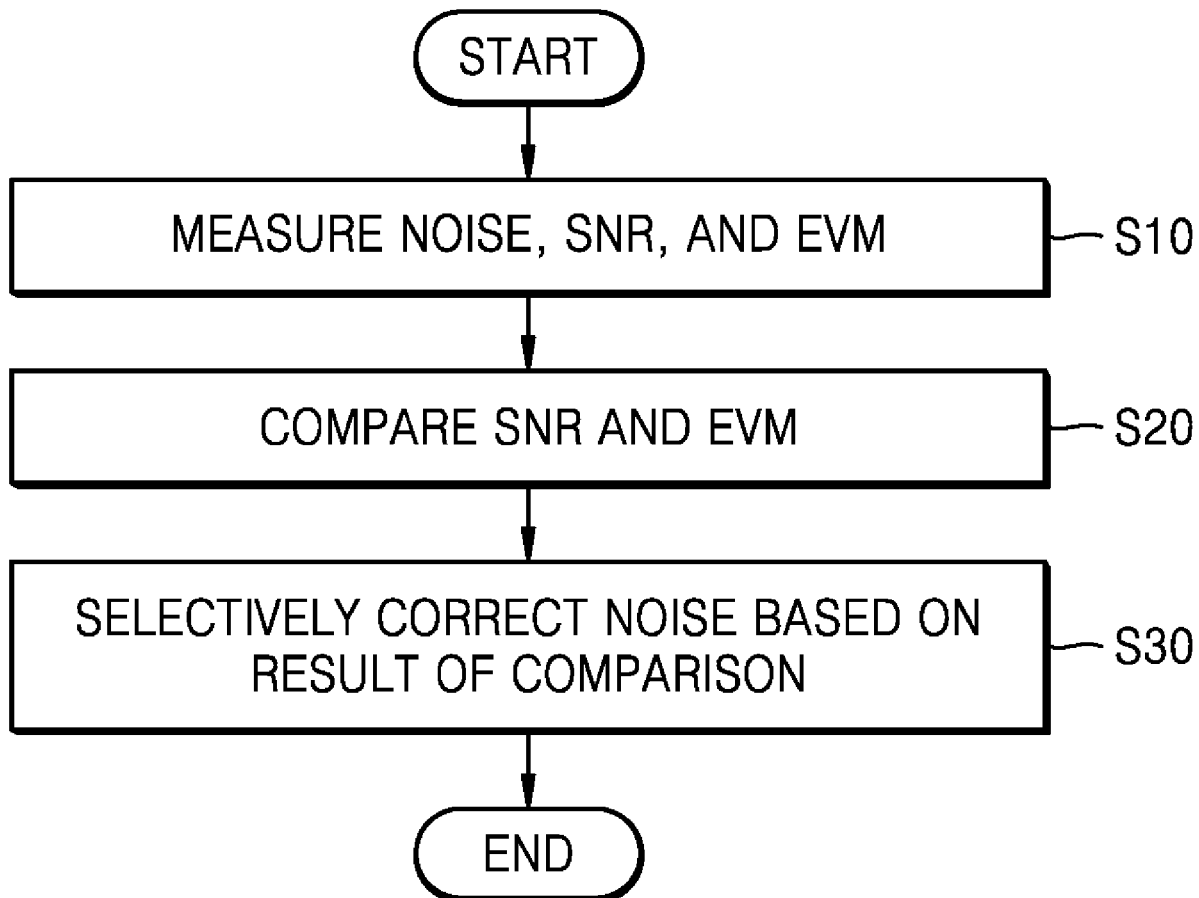 START
MEASURE NOISE, SNR, AND EVM
S10
COMPARE SNR AND EVM
S20
SELECTIVELY CORRECT NOISE BASED ON
RESULT OF COMPARISON
S30
END